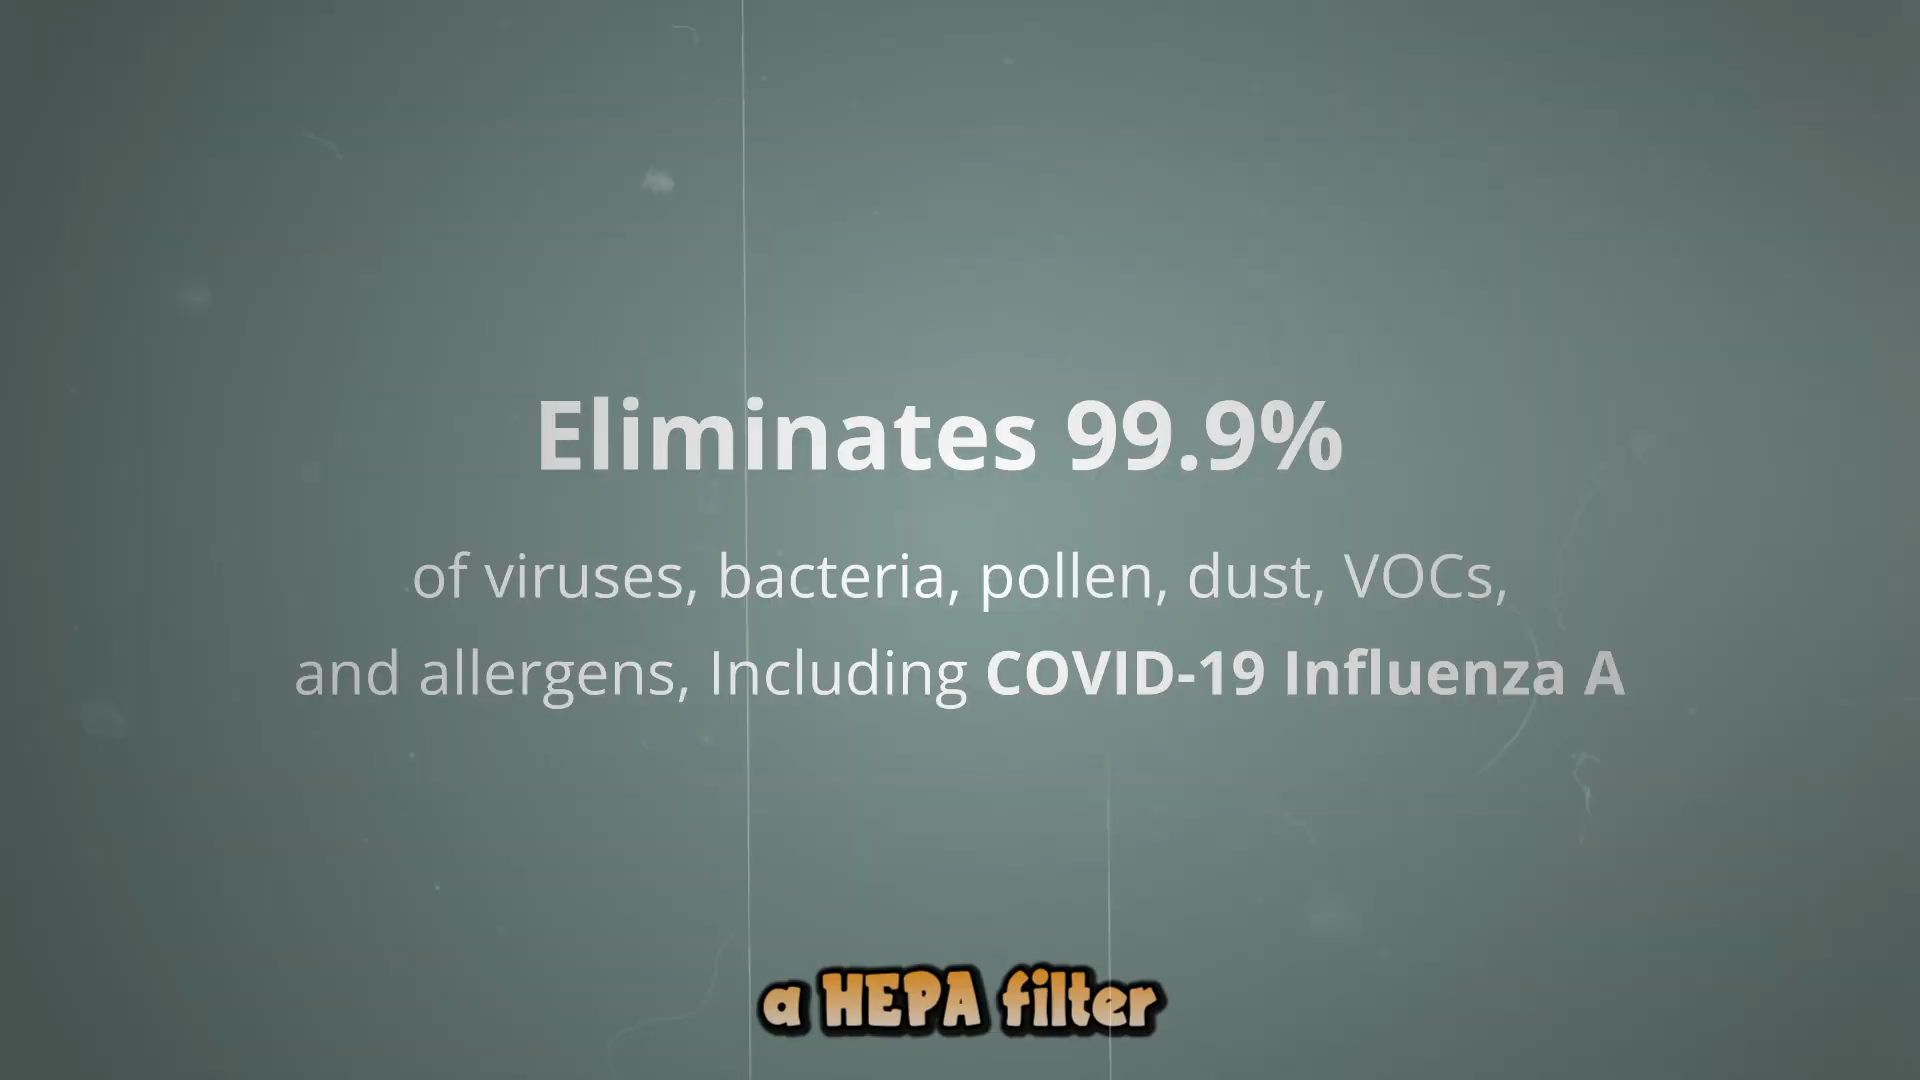 Eliminates 99.9%
of viruses, bacteria, pollen, dust, VOCs,
and allergens, Including COVID-19 Influenza A
a HEPA filter